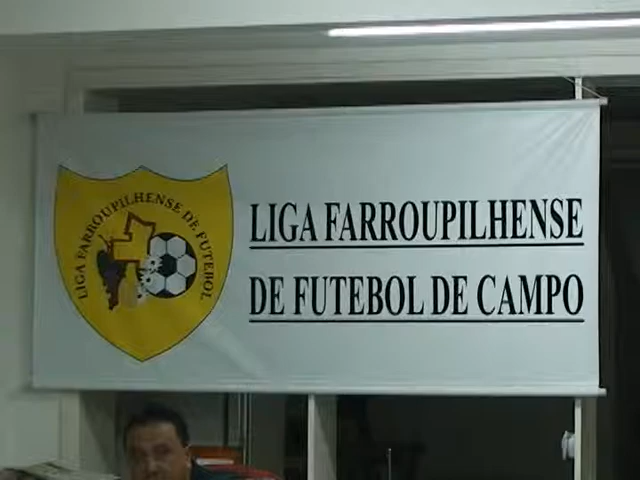 LIGA FARROUPILHENSE DE FUTEBOL
LIGA FARROUPILHENSE
DE FUTEBOL DE CAMPO